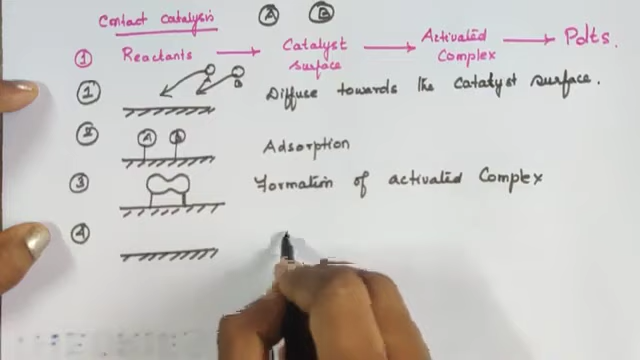 Contact catalysis Ⓐ Ⓑ
① Reactants → Catalyst surface → Activated Complex → Pdts.
① A B Diffuse towards the Catalyst surface.
② A B Adsorption
③ Formation of activated Complex
④